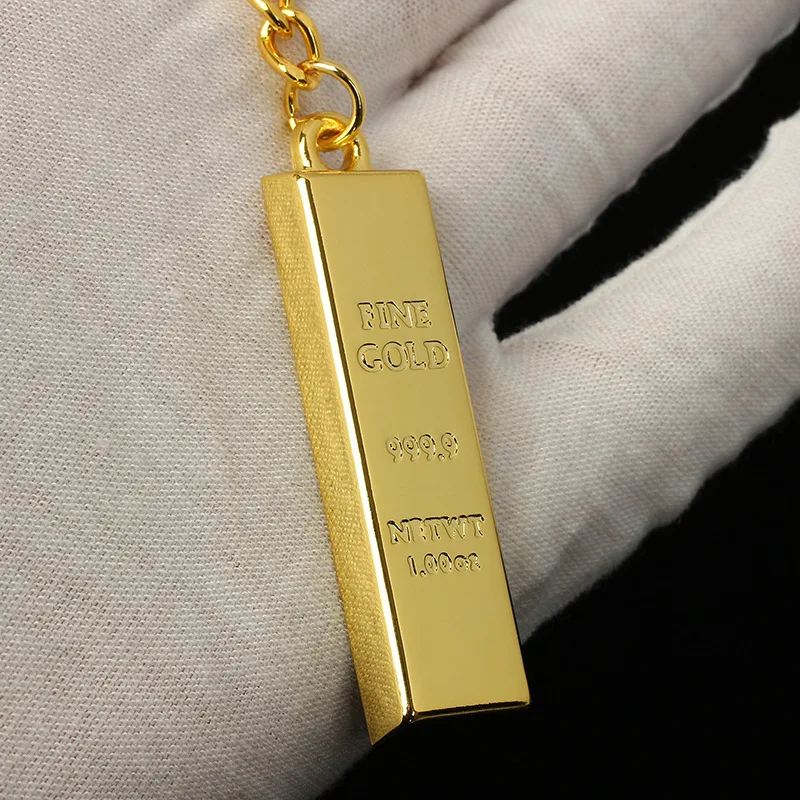 FINE
GOLD
999.9
NETWT
1.00oz